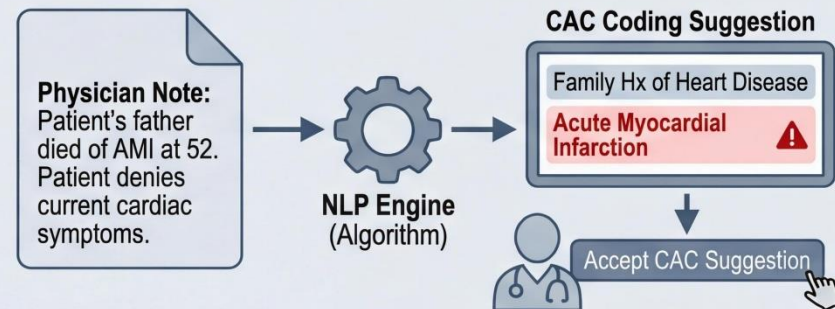 Physician Note:
Patient's father
died of AMI at 52.
Patient denies
current cardiac
symptoms.
NLP Engine
(Algorithm)
CAC Coding Suggestion
Family Hx of Heart Disease
Acute Myocardial
Infarction
Accept CAC Suggestion